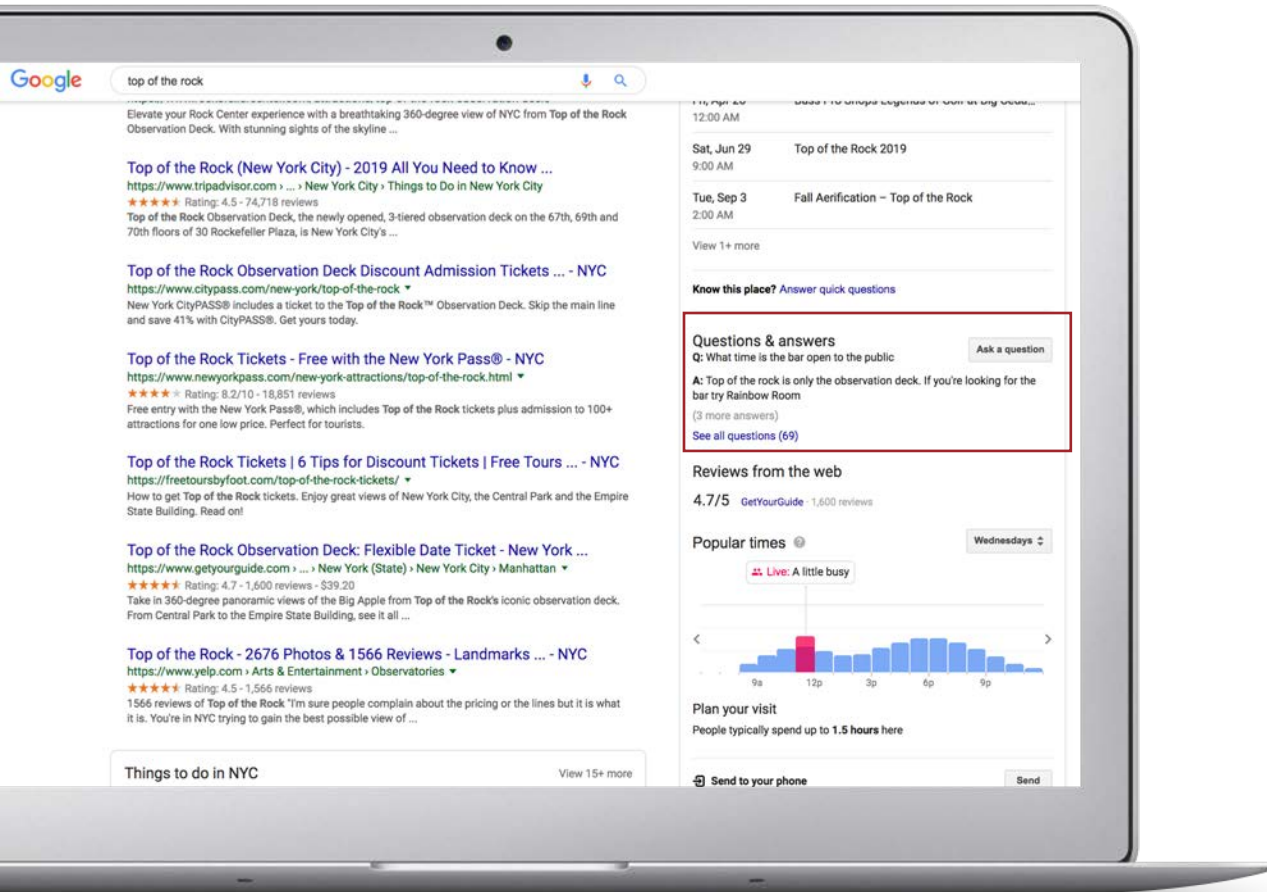 Google
top of the rock
Elevate your Rock Center experience with a breathtaking 360-degree view of NYC from Top of the Rock
Observation Deck. With stunning sights of the skyline ...
Top of the Rock (New York City) - 2019 All You Need to Know ...
https://www.tripadvisor.com › ... › New York City › Things to Do in New York City
Rating: 4.5 - 74,718 reviews
Top of the Rock Observation Deck, the newly opened, 3-tiered observation deck on the 67th, 69th and
70th floors of 30 Rockefeller Plaza, is New York City's ...
Top of the Rock Observation Deck Discount Admission Tickets ... - NYC
https://www.citypass.com/new-york/top-of-the-rock
New York CityPASS® includes a ticket to the Top of the Rock™ Observation Deck. Skip the main line
and save 41% with CityPASS®. Get yours today.
Top of the Rock Tickets - Free with the New York Pass® - NYC
https://www.newyorkpass.com/new-york-attractions/top-of-the-rock.html
Rating: 8.2/10 - 18,851 reviews
Free entry with the New York Pass®, which includes Top of the Rock tickets plus admission to 100+
attractions for one low price. Perfect for tourists.
Top of the Rock Tickets | 6 Tips for Discount Tickets | Free Tours ... - NYC
https://freetoursbyfoot.com/top-of-the-rock-tickets/
How to get Top of the Rock tickets. Enjoy great views of New York City, the Central Park and the Empire
State Building. Read on!
Top of the Rock Observation Deck: Flexible Date Ticket - New York ...
https://www.getyourguide.com › ... › New York (State) › New York City › Manhattan
Rating: 4.7 - 1,600 reviews - $39.20
Take in 360-degree panoramic views of the Big Apple from Top of the Rock's iconic observation deck.
From Central Park to the Empire State Building, see it all ...
Top of the Rock - 2676 Photos & 1566 Reviews - Landmarks ... - NYC
https://www.yelp.com › Arts & Entertainment › Observatories
Rating: 4.5 - 1,566 reviews
1566 reviews of Top of the Rock "I'm sure people complain about the pricing or the lines but it is what
it is. You're in NYC trying to gain the best possible view of ...
Things to do in NYC
View 15+ more
12:00 AM
Sat, Jun 29 Top of the Rock 2019
9:00 AM
Tue, Sep 3 Fall Aerification – Top of the Rock
2:00 AM
View 1+ more
Know this place? Answer quick questions
Questions & answers
Ask a question
Q: What time is the bar open to the public
A: Top of the rock is only the observation deck. If you're looking for the
bar try Rainbow Room
(3 more answers)
See all questions (69)
Reviews from the web
4.7/5 GetYourGuide · 1,600 reviews
Popular times
Wednesdays
Live: A little busy
9a 12p 3p 6p 9p
Plan your visit
People typically spend up to 1.5 hours here
Send to your phone
Send